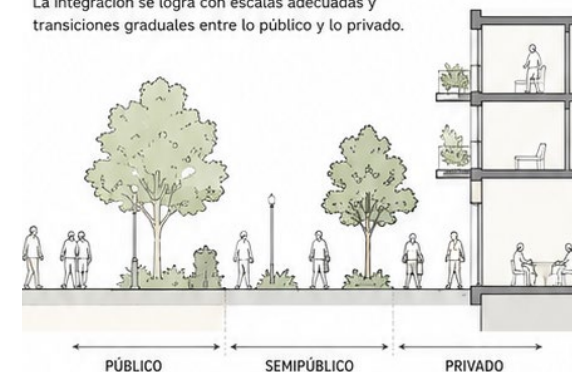 La integración se logra con escalas adecuadas y
transiciones graduales entre lo público y lo privado.
PÚBLICO SEMIPÚBLICO PRIVADO